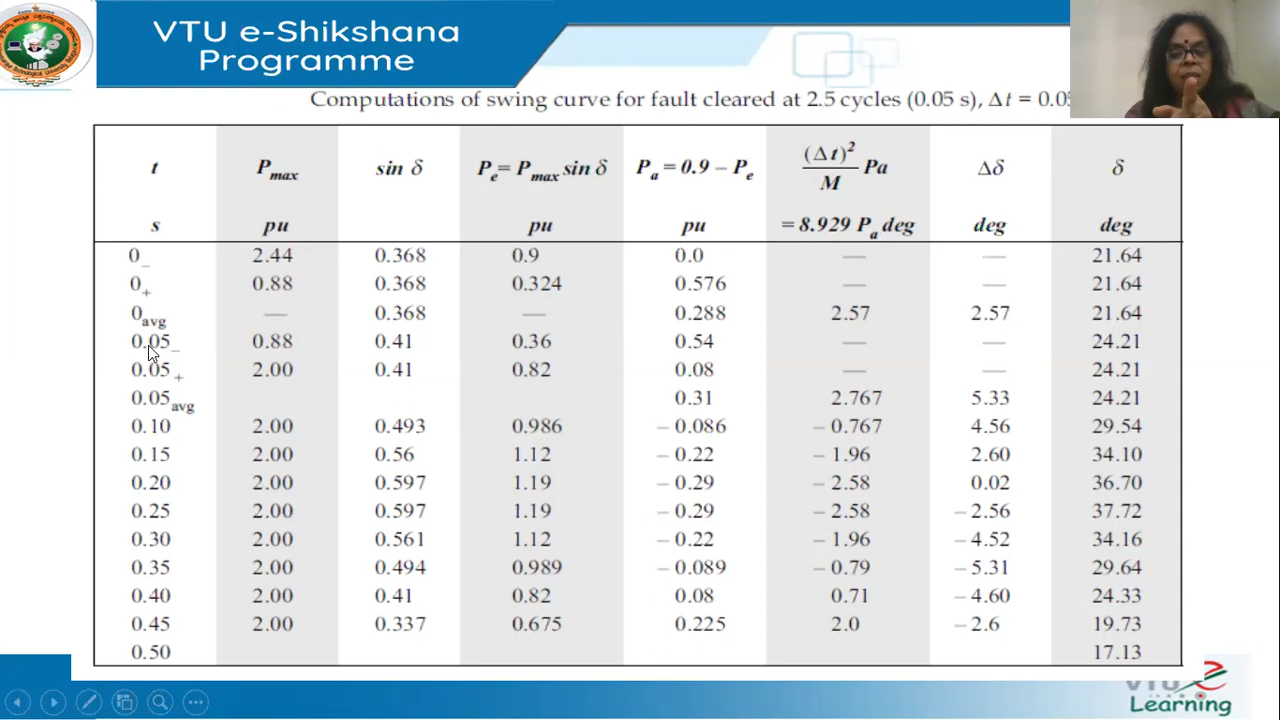 VTU e-Shikshana
Programme
Computations of swing curve for fault cleared at 2.5 cycles (0.05 s), Δt = 0.05
t Pmax sin δ Pe= Pmax sin δ Pa = 0.9 – Pe (Δt)²/M Pa Δδ δ
s pu pu pu = 8.929 Pa deg deg deg
0– 2.44 0.368 0.9 0.0 — — 21.64
0+ 0.88 0.368 0.324 0.576 — — 21.64
0avg — 0.368 — 0.288 2.57 2.57 21.64
0.05– 0.88 0.41 0.36 0.54 — — 24.21
0.05+ 2.00 0.41 0.82 0.08 — — 24.21
0.05avg 0.31 2.767 5.33 24.21
0.10 2.00 0.493 0.986 – 0.086 – 0.767 4.56 29.54
0.15 2.00 0.56 1.12 – 0.22 – 1.96 2.60 34.10
0.20 2.00 0.597 1.19 – 0.29 – 2.58 0.02 36.70
0.25 2.00 0.597 1.19 – 0.29 – 2.58 – 2.56 37.72
0.30 2.00 0.561 1.12 – 0.22 – 1.96 – 4.52 34.16
0.35 2.00 0.494 0.989 – 0.089 – 0.79 – 5.31 29.64
0.40 2.00 0.41 0.82 0.08 0.71 – 4.60 24.33
0.45 2.00 0.337 0.675 0.225 2.0 – 2.6 19.73
0.50 17.13
VTU
Learning